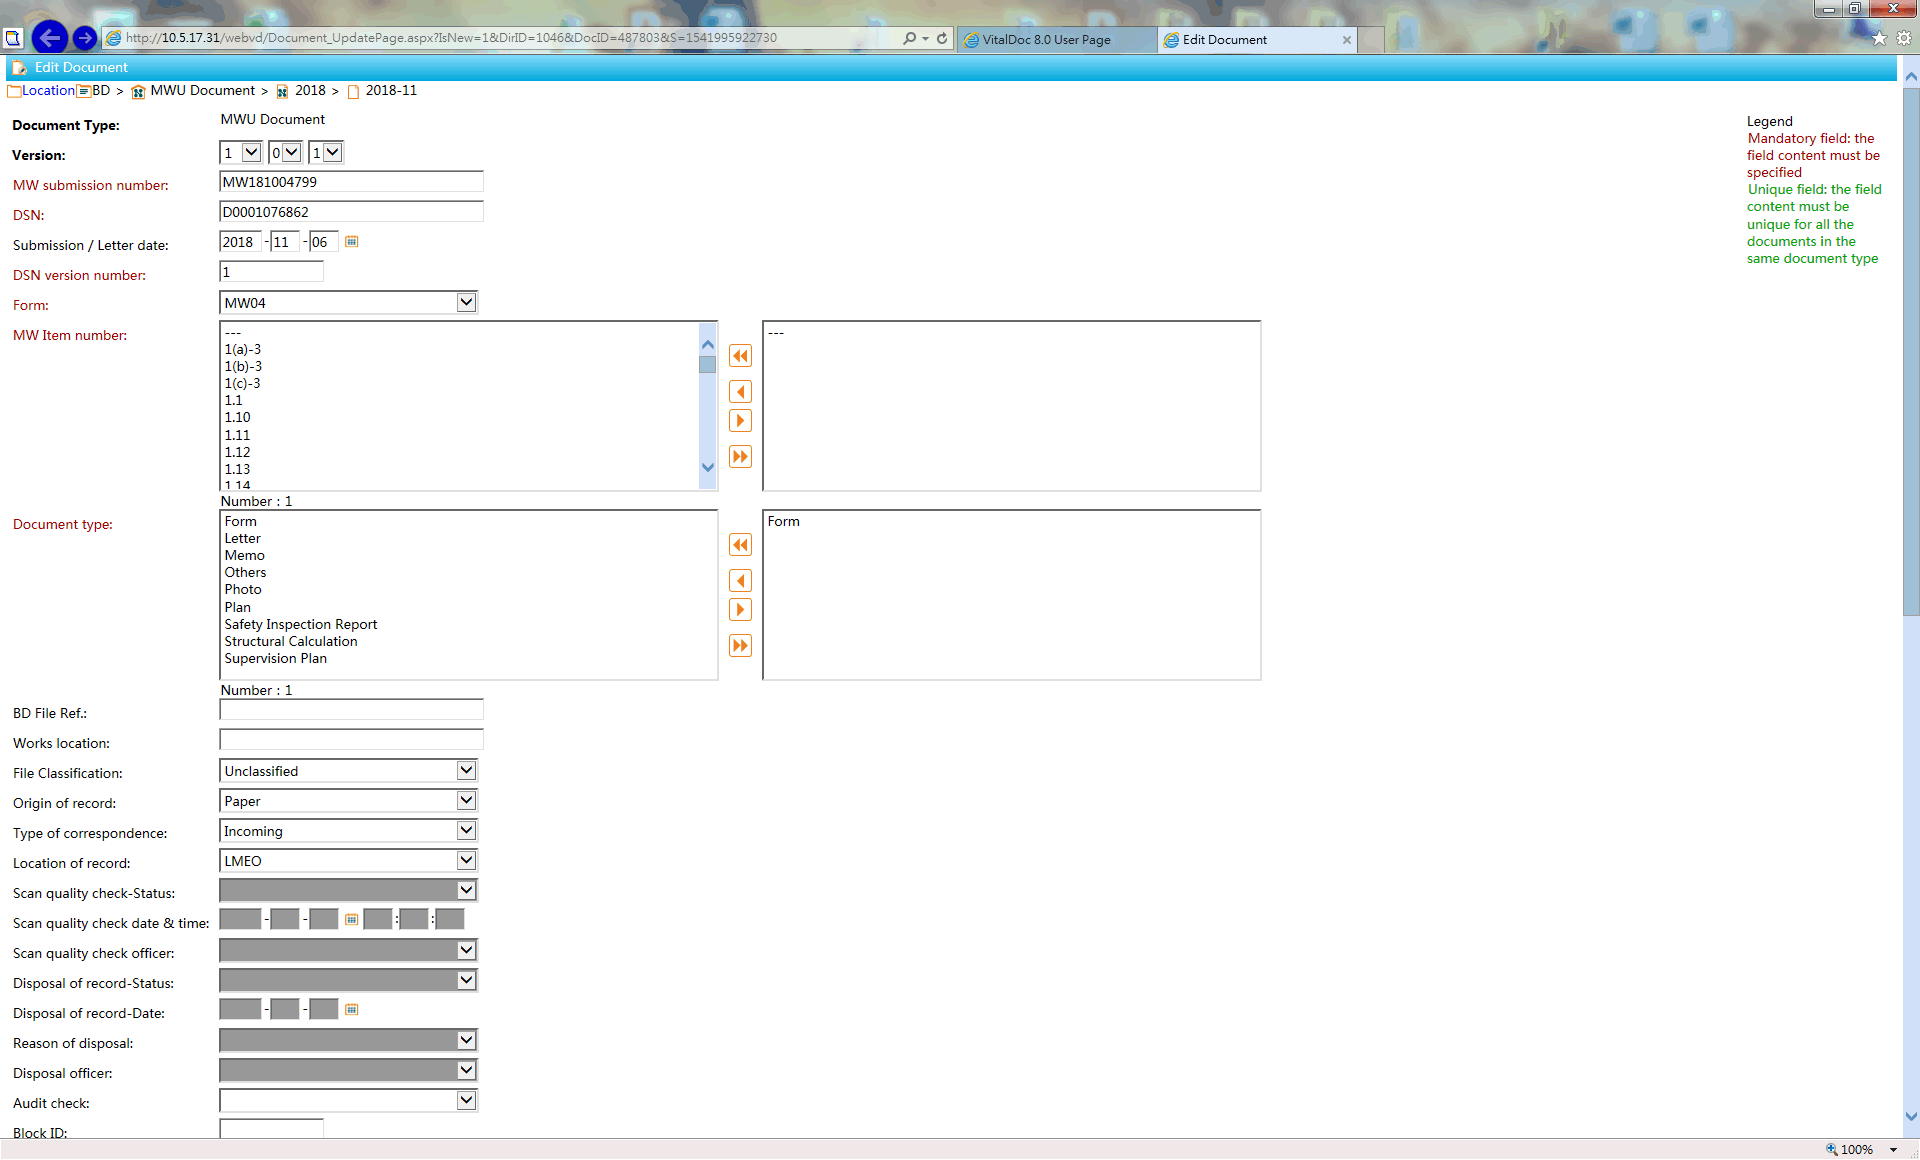 http://10.5.17.31/webvd/Document_UpdatePage.aspx?IsNew=1&DirID=1046&DocID=487803&S=1541995922730
VitalDoc 8.0 User Page
Edit Document
Edit Document
Location BD > MWU Document > 2018 > 2018-11
Document Type: MWU Document
Version: 1 0 1
MW submission number: MW181004799
DSN: D0001076862
Submission / Letter date: 2018 - 11 - 06
DSN version number: 1
Form: MW04
MW Item number:
---
1(a)-3
1(b)-3
1(c)-3
1.1
1.10
1.11
1.12
1.13
1.14
---
Number : 1
Document type:
Form
Letter
Memo
Others
Photo
Plan
Safety Inspection Report
Structural Calculation
Supervision Plan
Form
Number : 1
BD File Ref.:
Works location:
File Classification: Unclassified
Origin of record: Paper
Type of correspondence: Incoming
Location of record: LMEO
Scan quality check-Status:
Scan quality check date & time: - - : :
Scan quality check officer:
Disposal of record-Status:
Disposal of record-Date: - -
Reason of disposal:
Disposal officer:
Audit check:
Block ID:
Legend
Mandatory field: the
field content must be
specified
Unique field: the field
content must be
unique for all the
documents in the
same document type
100%